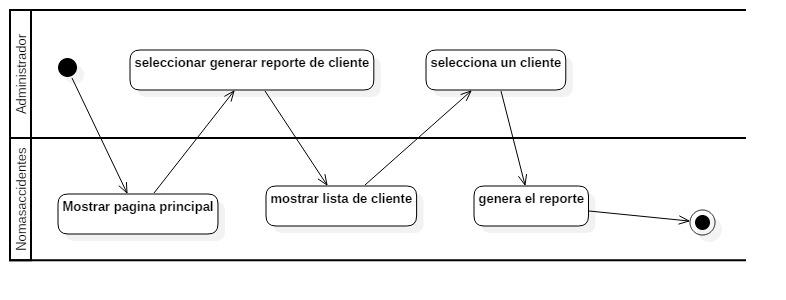 Administrador
seleccionar generar reporte de cliente
selecciona un cliente
Nomasaccidentes
Mostrar pagina principal
mostrar lista de cliente
genera el reporte